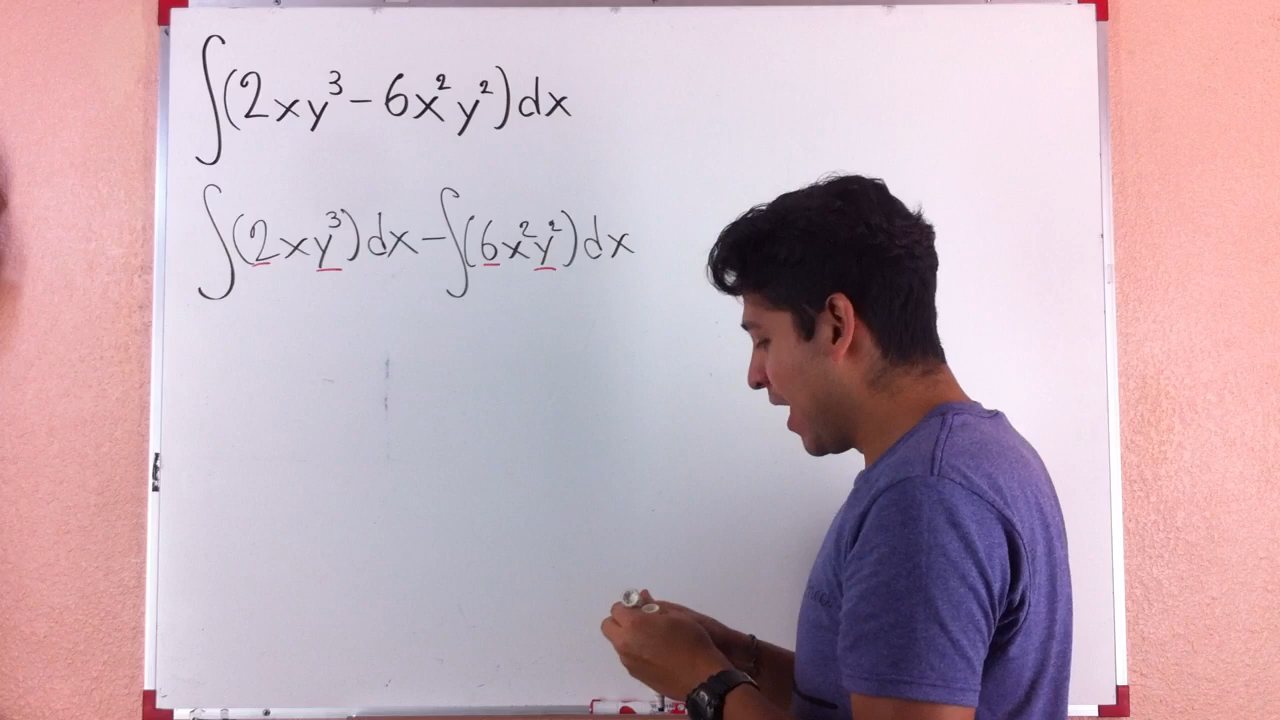 ∫(2xy³ - 6x²y²)dx
∫(2xy³)dx - ∫(6x²y²)dx